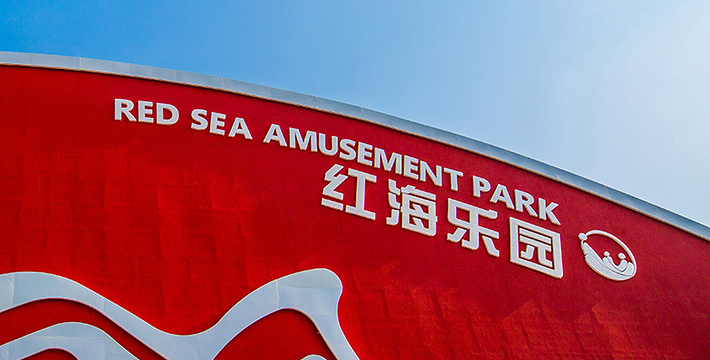 RED SEA AMUSEMENT PARK
红海乐园